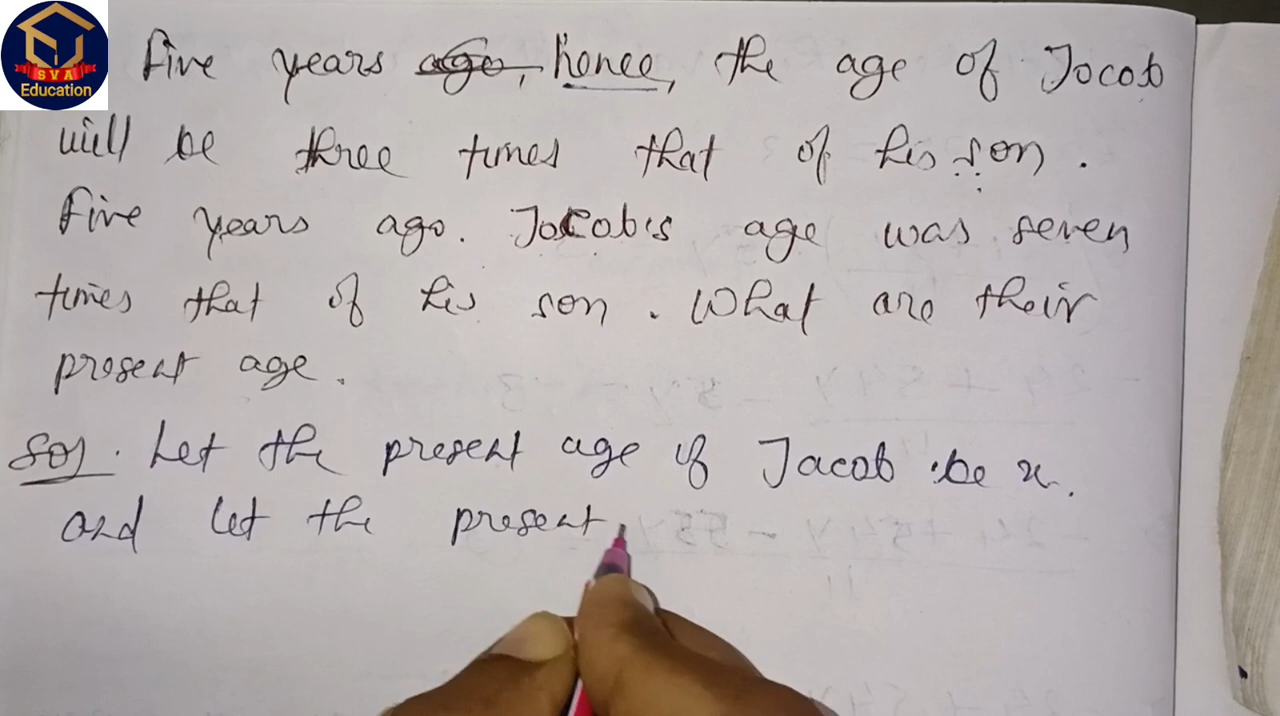 SVA
Education
Five years ago, hence, the age of Jocob
will be three times that of his son.
Five years ago. Jocob's age was seven
times that of his son. What are their
present age.
Sol. Let the present age of Jacob be x.
and let the present